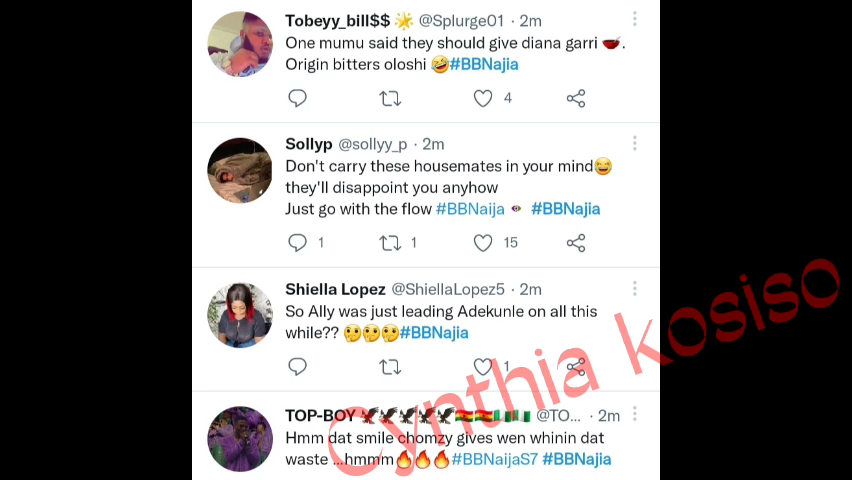 Tobeyy_bill$$ 🌟 @Splurge01 · 2m
One mumu said they should give diana garri 🍲.
Origin bitters oloshi 🤣#BBNajia
4
Sollyp @sollyy_p · 2m
Don't carry these housemates in your mind😆
they'll disappoint you anyhow
Just go with the flow #BBNaija #BBNajia
1 1 15
Shiella Lopez @ShiellaLopez5 · 2m
So Ally was just leading Adekunle on all this
while?? 🤔🤔🤔#BBNajia
1
TOP-BOY 🦅🦅🦅🦅🦅🇬🇭🇬🇭🇳🇬🇳🇬 @TO... · 2m
Hmm dat smile chomzy gives wen whinin dat
waste ...hmmm🔥🔥🔥#BBNaijaS7 #BBNajia
Cynthia kosiso